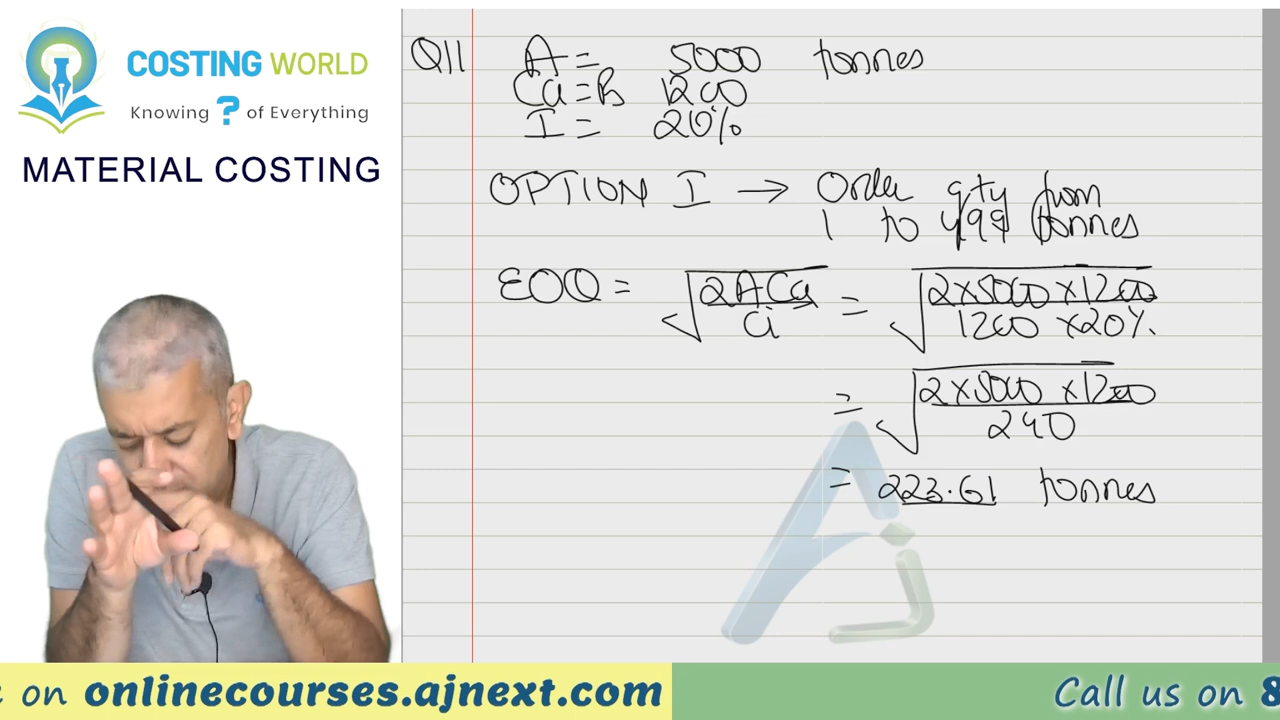 COSTING WORLD
Knowing ? of Everything
MATERIAL COSTING
Q11 A = 5000 tonnes
Ca = Rs 1200
I = 20%
OPTION I → Order qty from
1 to 499 tonnes
EOQ = √(2ACa / Ci) = √(2×5000×1200 / 1200×20%)
= √(2×5000×1200 / 240)
= 223.61 tonnes
on onlinecourses.ajnext.com
Call us on 8